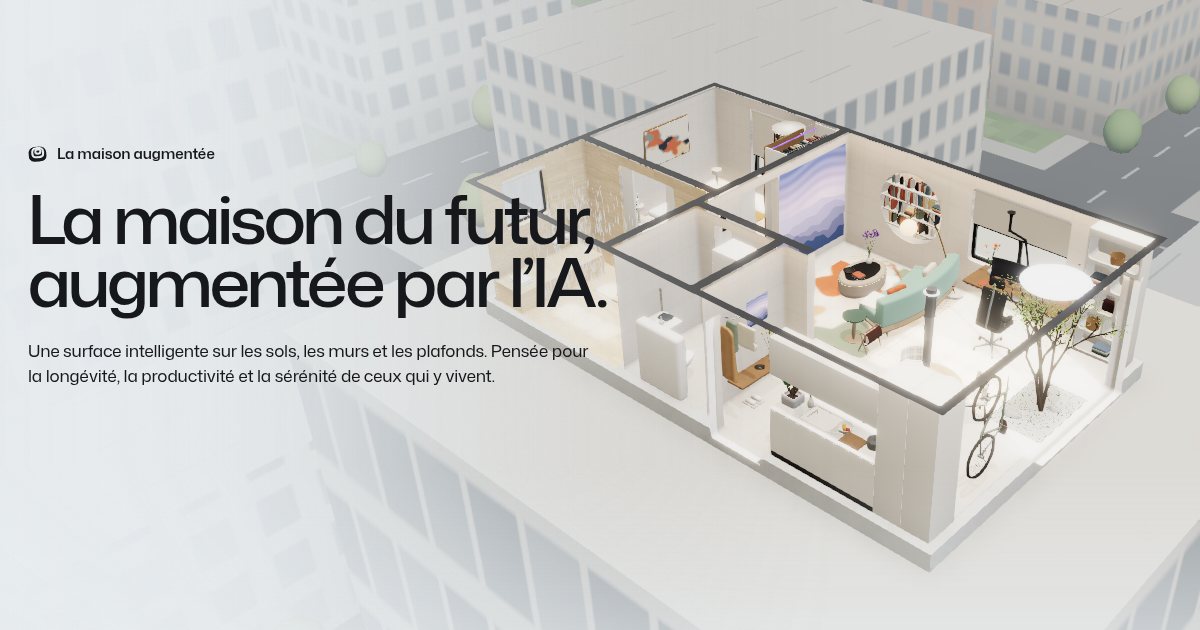 La maison augmentée
La maison du futur,
augmentée par l’IA.
Une surface intelligente sur les sols, les murs et les plafonds. Pensée pour
la longévité, la productivité et la sérénité de ceux qui y vivent.